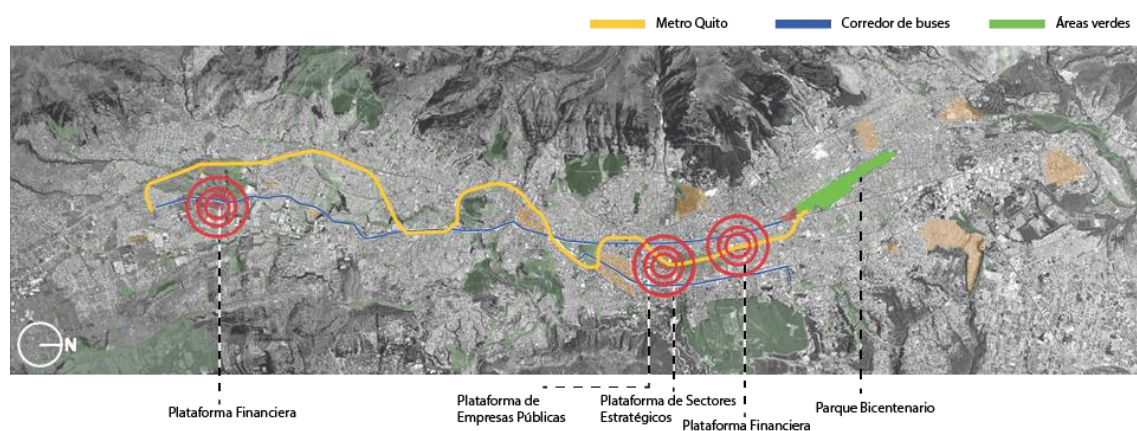 Metro Quito
Corredor de buses
Áreas verdes
N
Plataforma Financiera
Plataforma de
Empresas Públicas
Plataforma de Sectores
Estratégicos
Plataforma Financiera
Parque Bicentenario